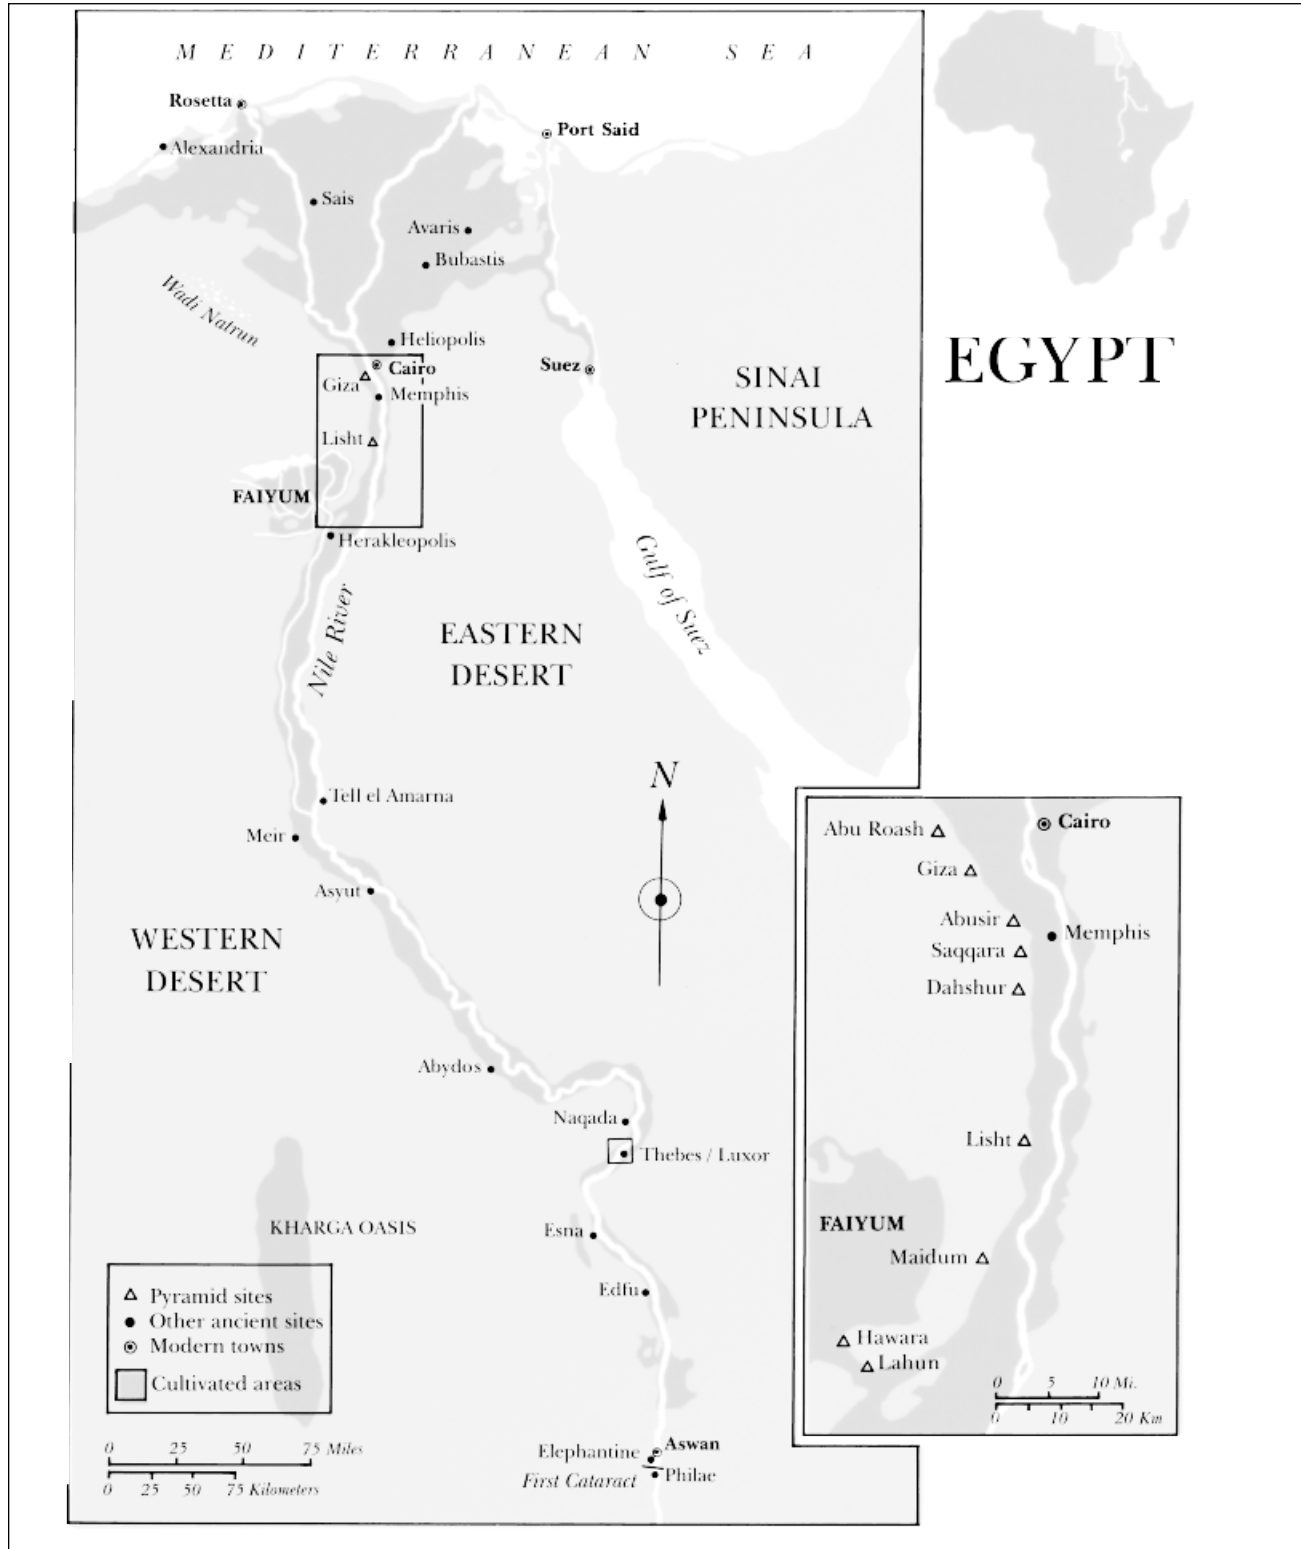 MEDITERRANEAN SEA
Rosetta
Port Said
Alexandria
Sais
Avaris
Bubastis
Wadi Natrun
Heliopolis
Cairo
Giza
Memphis
Suez
SINAI
PENINSULA
EGYPT
Lisht
FAIYUM
Herakleopolis
Gulf of Suez
Nile River
EASTERN
DESERT
N
Tell el Amarna
Meir
Asyut
WESTERN
DESERT
Abydos
Naqada
Thebes / Luxor
KHARGA OASIS
Esna
Edfu
Pyramid sites
Other ancient sites
Modern towns
Cultivated areas
0 25 50 75 Miles
0 25 50 75 Kilometers
Elephantine
Aswan
First Cataract
Philae
Abu Roash
Cairo
Giza
Abusir
Memphis
Saqqara
Dahshur
Lisht
FAIYUM
Maidum
Hawara
Lahun
0 5 10 Mi.
0 10 20 Km